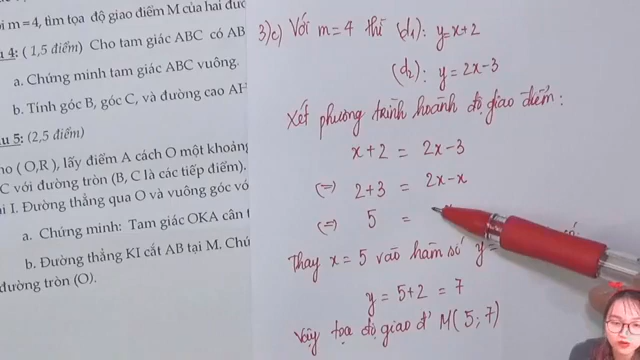 i m = 4, tìm tọa độ giao điểm M của hai đư
4: ( 1,5 điểm) Cho tam giác ABC có AB
a. Chứng minh tam giác ABC vuông.
b. Tính góc B, góc C, và đường cao AH
5: (2,5 điểm)
ho ( O,R ), lấy điểm A cách O một khoảng
C với đường tròn (B, C là các tiếp điểm).
i I. Đường thẳng qua O và vuông góc vó
a. Chứng minh: Tam giác OKA cân t
b. Đường thẳng KI cắt AB tại M. Chứ
đường tròn (O).
3)c) Với m = 4 thì (d1): y = x + 2
(d2): y = 2x - 3
Xét phương trình hoành độ giao điểm:
x + 2 = 2x - 3
(=) 2 + 3 = 2x - x
(=) 5 =
Thay x = 5 vào hàm số y =
y = 5 + 2 = 7
Vậy tọa độ giao đ' M( 5; 7)